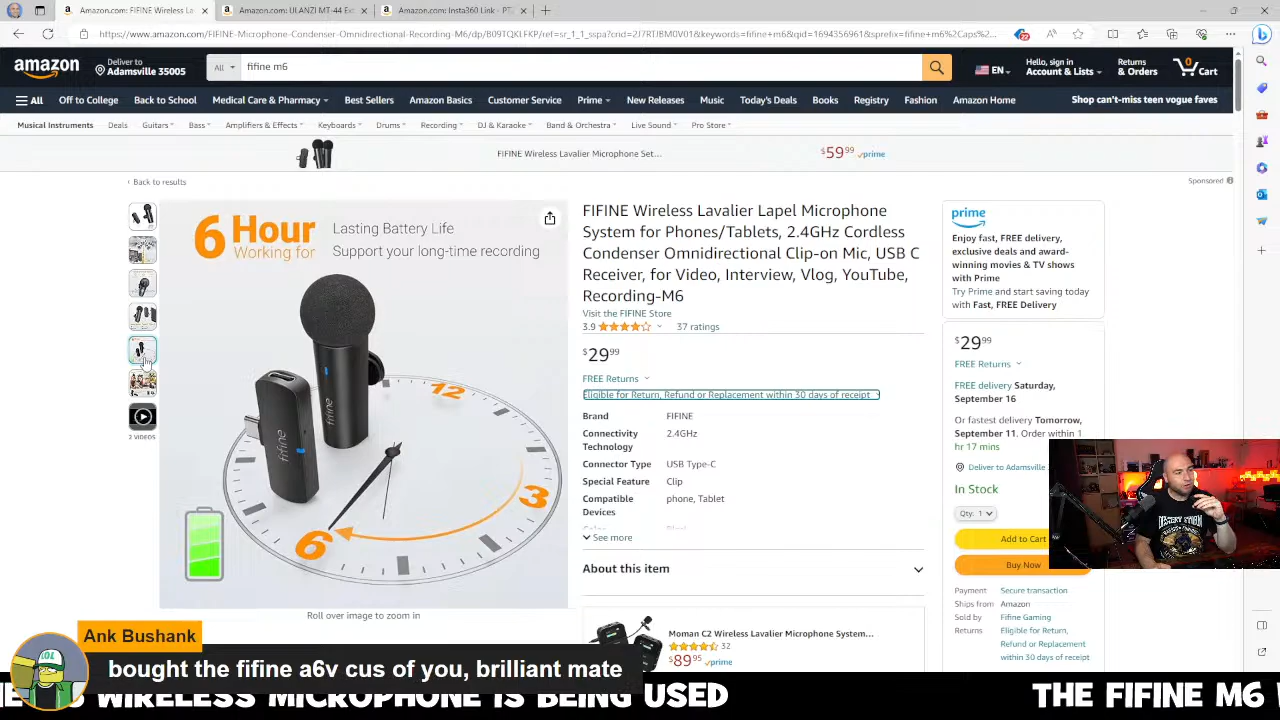 Amazon.com: FIFINE Wireless La
Amazon.com: ULANZI MT-44 Ext
Amazon.com: Insta360 Link - PT
https://www.amazon.com/FIFINE-Microphone-Condenser-Omnidirectional-Recording-M6/dp/B09TQKLFKP/ref=sr_1_1_sspa?crid=2J7RTJBM0V01&keywords=fifine+m6&qid=1694356961&sprefix=fifine+m6%2Caps%2C...
amazon
Deliver to
Adamsville 35005
All
fifine m6
EN
Hello, sign in
Account & Lists
Returns
& Orders
0
Cart
All
Off to College
Back to School
Medical Care & Pharmacy
Best Sellers
Amazon Basics
Customer Service
Prime
New Releases
Music
Today's Deals
Books
Registry
Fashion
Amazon Home
Shop can't-miss teen vogue faves
Musical Instruments
Deals
Guitars
Bass
Amplifiers & Effects
Keyboards
Drums
Recording
DJ & Karaoke
Band & Orchestra
Live Sound
Pro Store
FIFINE Wireless Lavalier Microphone Set...
$59.99 prime
‹ Back to results
Sponsored
6 Hour
Working for
Lasting Battery Life
Support your long-time recording
12
3
6
fifine
fifine
2 VIDEOS
Roll over image to zoom in
FIFINE Wireless Lavalier Lapel Microphone
System for Phones/Tablets, 2.4GHz Cordless
Condenser Omnidirectional Clip-on Mic, USB C
Receiver, for Video, Interview, Vlog, YouTube,
Recording-M6
Visit the FIFINE Store
3.9
37 ratings
$29.99
FREE Returns
Eligible for Return, Refund or Replacement within 30 days of receipt
Brand FIFINE
Connectivity Technology 2.4GHz
Connector Type USB Type-C
Special Feature Clip
Compatible Devices phone, Tablet
See more
About this item
Moman C2 Wireless Lavalier Microphone System...
32
$89.95 prime
prime
Enjoy fast, FREE delivery,
exclusive deals and award-
winning movies & TV shows
with Prime
Try Prime and start saving today
with Fast, FREE Delivery
$29.99
FREE Returns
FREE delivery Saturday,
September 16
Or fastest delivery Tomorrow,
September 11. Order within 1
hr 17 mins
Deliver to Adamsville
In Stock
Qty: 1
Add to Cart
Buy Now
Payment Secure transaction
Ships from Amazon
Sold by Fifine Gaming
Returns Eligible for Return,
Refund or Replacement
within 30 days of receipt
DESERT STORM
LOL
Ank Bushank
bought the fifine a6v cus of you, brilliant mate
WIRELESS MICROPHONE IS BEING USED
THE FIFINE M6